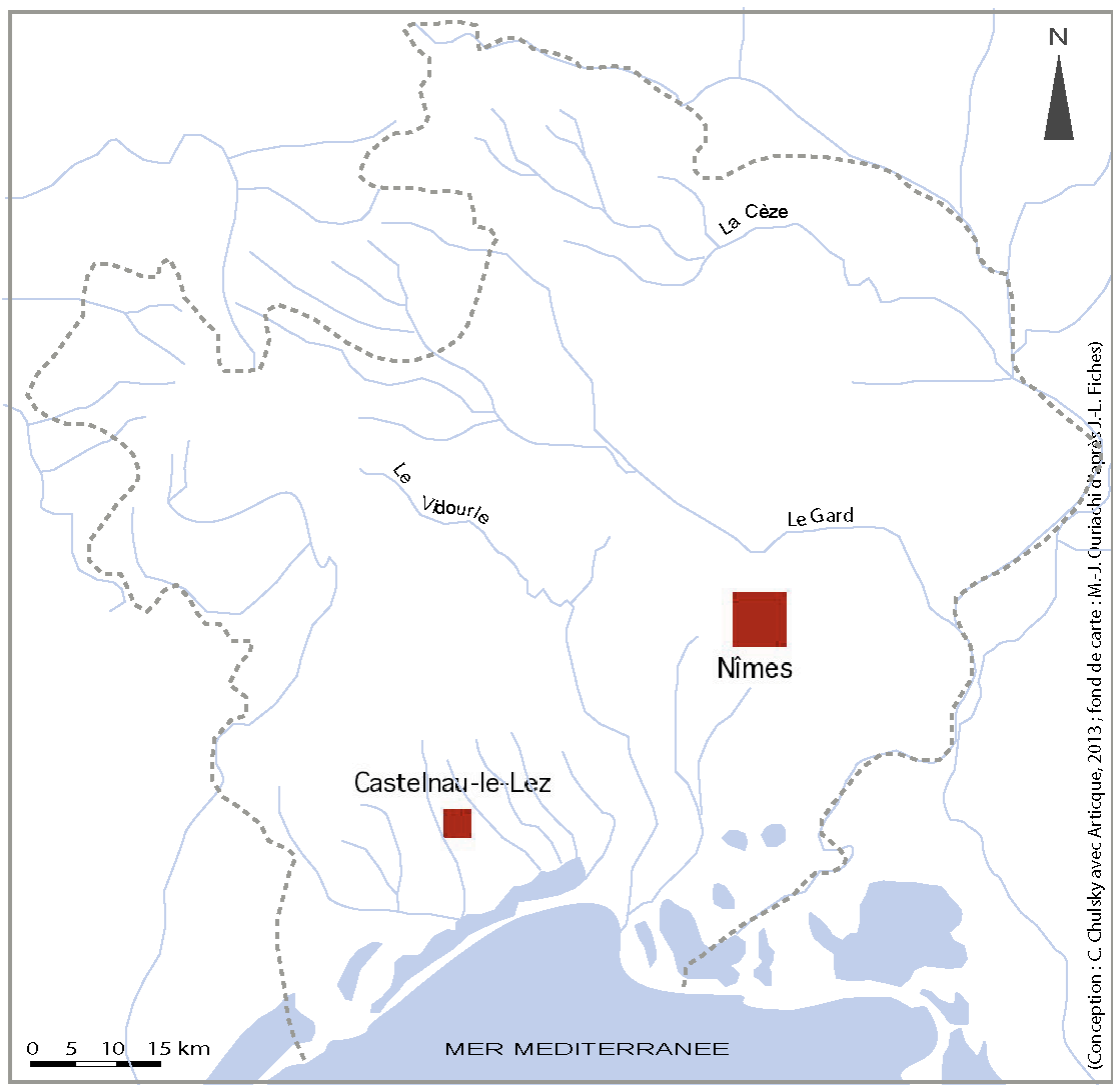 N
La Cèze
Le Vidourle
Le Gard
Nîmes
Castelnau-le-Lez
0 5 10 15 km
MER MEDITERRANEE
(Conception : C. Chulsky avec Articque, 2013 ; fond de carte : M.-J. Ouriachi d'après J.-L. Fiches)